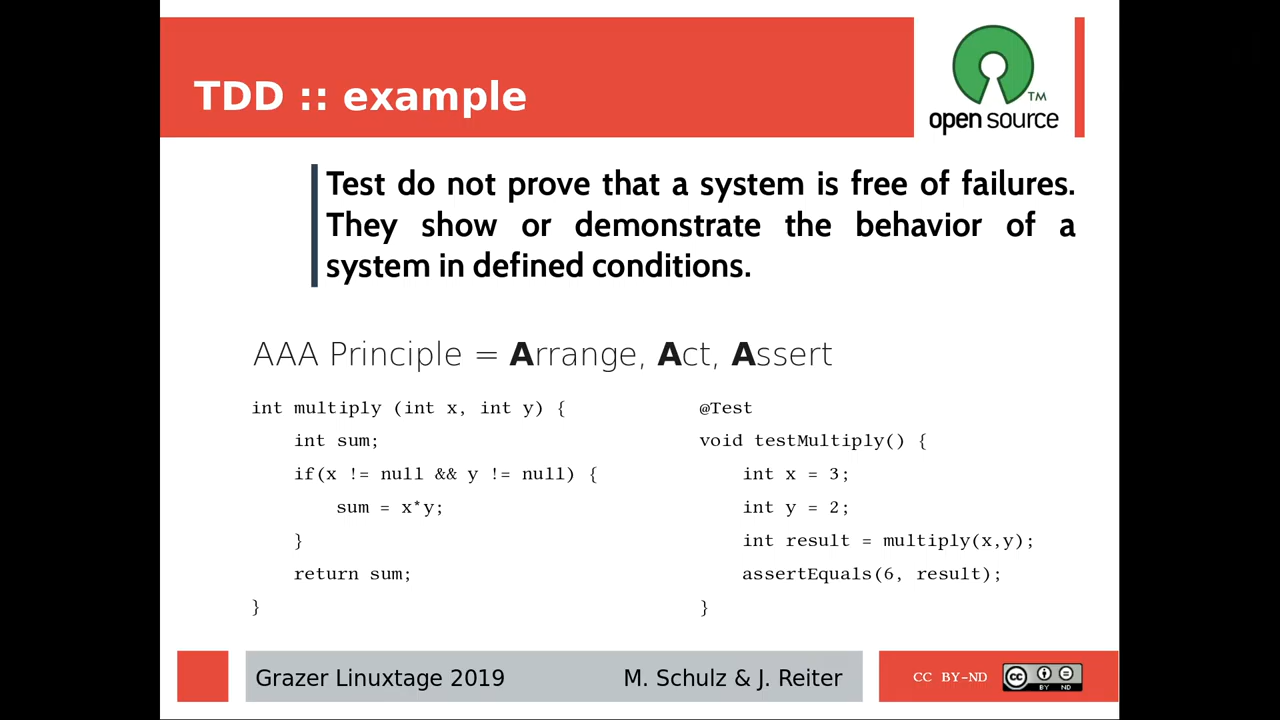 TDD :: example
TM
open source
Test do not prove that a system is free of failures.
They show or demonstrate the behavior of a
system in defined conditions.
AAA Principle = Arrange, Act, Assert
int multiply (int x, int y) {
int sum;
if(x != null && y != null) {
sum = x*y;
}
return sum;
}
@Test
void testMultiply() {
int x = 3;
int y = 2;
int result = multiply(x,y);
assertEquals(6, result);
}
Grazer Linuxtage 2019
M. Schulz & J. Reiter
CC BY-ND
cc
BY ND